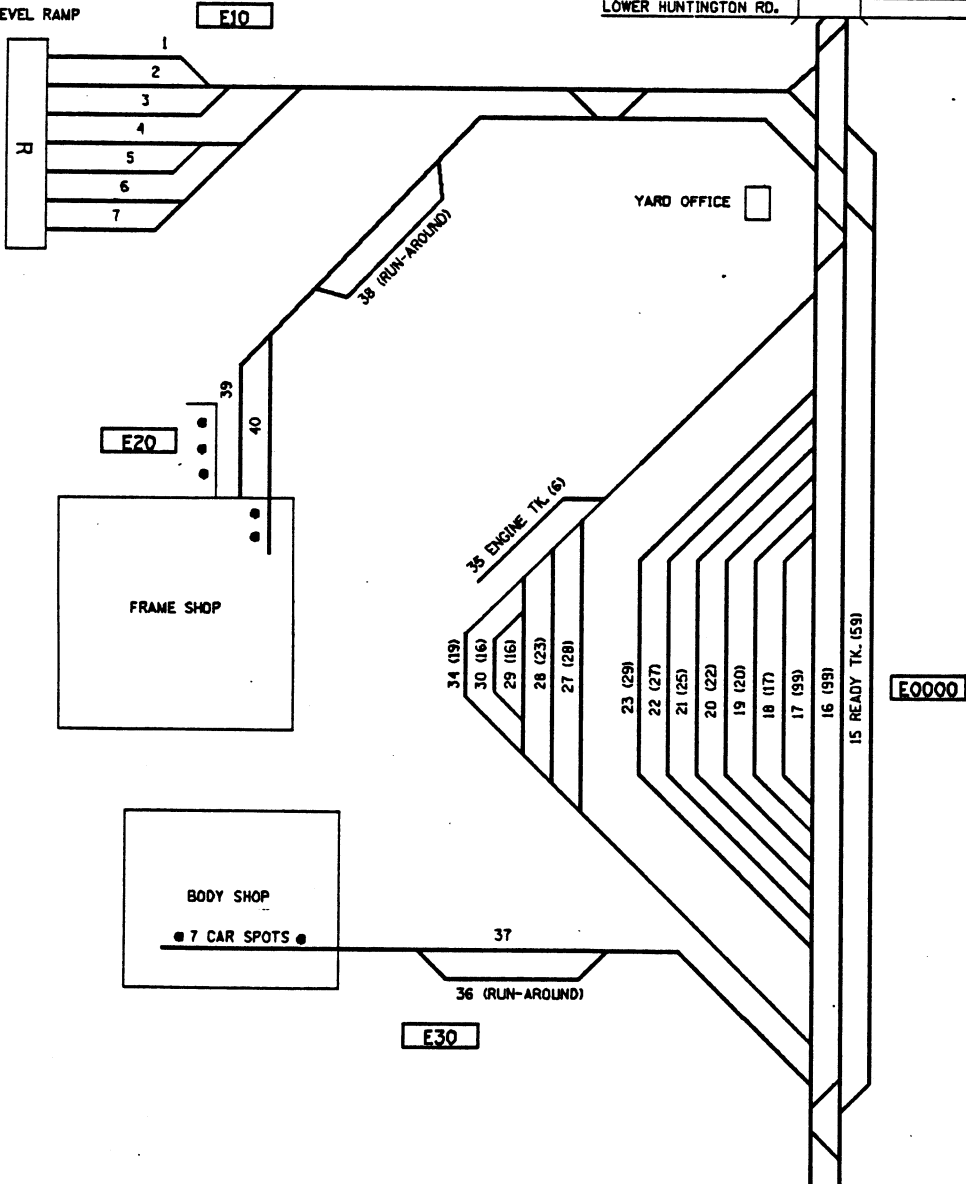 EVEL RAMP
E10
LOWER HUNTINGTON RD.
1
2
3
4
5
6
7
R
YARD OFFICE
38 (RUN-AROUND)
39
40
E20
35 ENGINE TK. (6)
FRAME SHOP
34 (19)
30 (16)
29 (16)
28 (23)
27 (28)
23 (29)
22 (27)
21 (25)
20 (22)
19 (20)
18 (17)
17 (99)
16 (99)
15 READY TK. (59)
E0000
BODY SHOP
7 CAR SPOTS
37
36 (RUN-AROUND)
E30